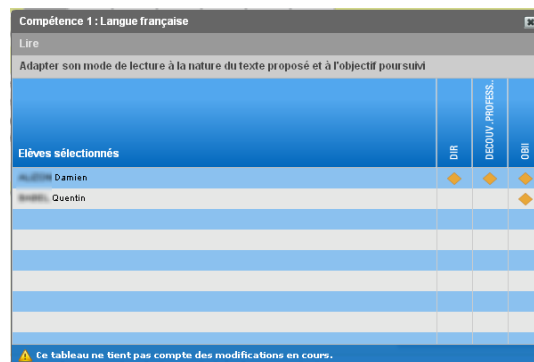 Compétence 1 : Langue française
Lire
Adapter son mode de lecture à la nature du texte proposé et à l'objectif poursuivi
Elèves sélectionnés
DIR
DECOUV.PROFESS..
OBII
Damien
Quentin
Ce tableau ne tient pas compte des modifications en cours.